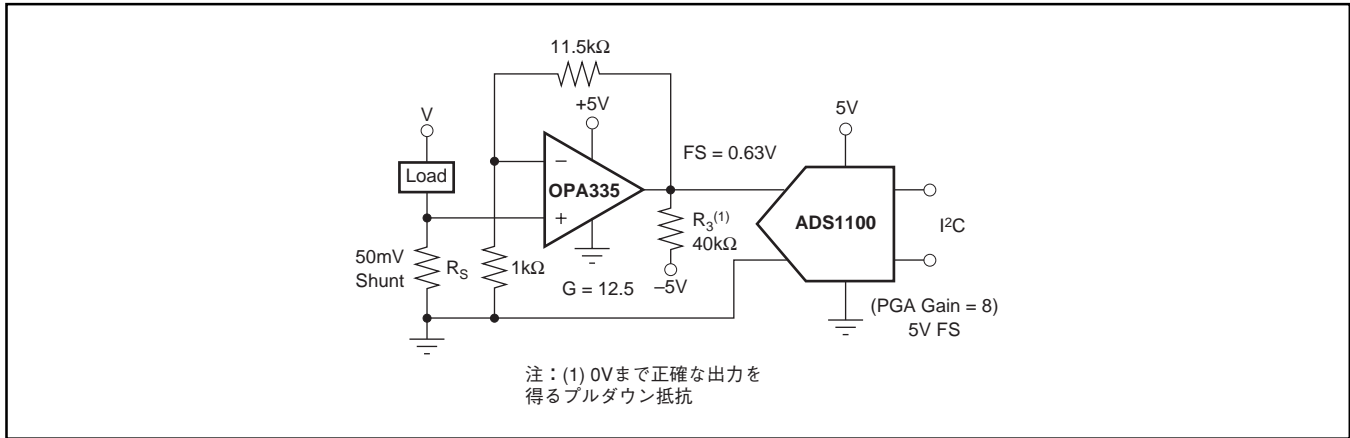 11.5kΩ
+5V
5V
V
FS = 0.63V
Load
−
OPA335
+
R3(1)
40kΩ
ADS1100
I2C
50mV
Shunt
RS
1kΩ
G = 12.5
−5V
(PGA Gain = 8)
5V FS
注：(1) 0Vまで正確な出力を
得るプルダウン抵抗